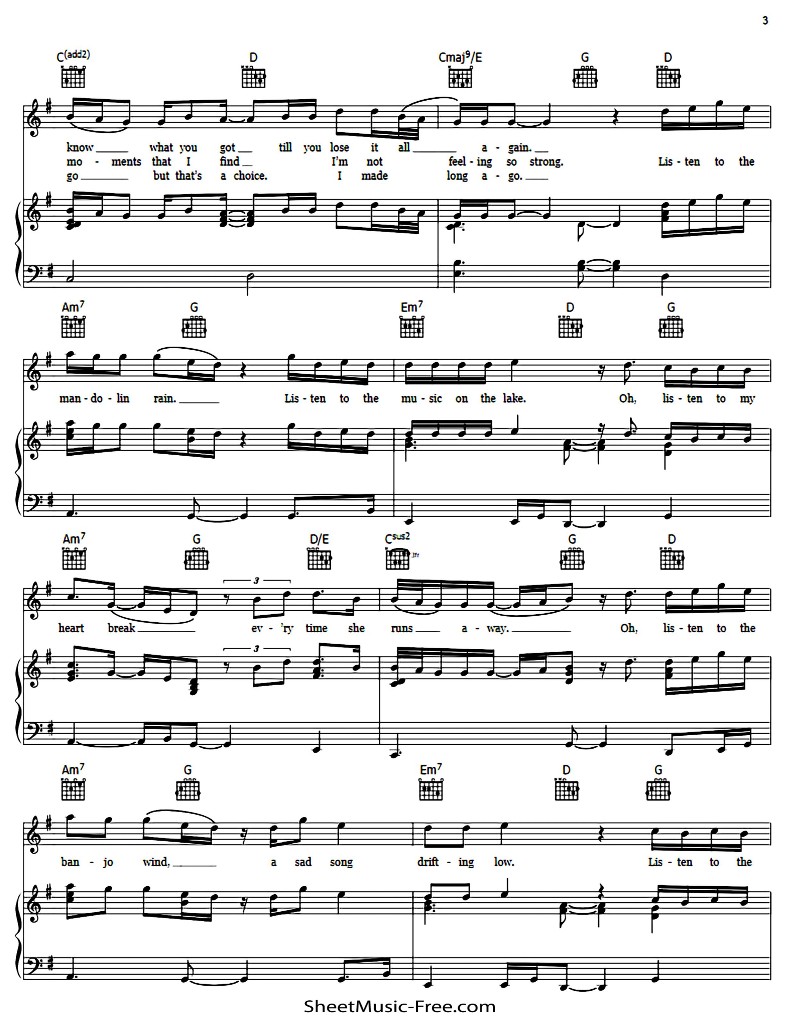 3
C(add2) D Cmaj9/E G D
know what you got till you lose it all a - gain.
mo - ments that I find I'm not feel - ing so strong. Lis - ten to the
go but that's a choice. I made long a - go.
Am7 G Em7 D G
man - do - lin rain. Lis - ten to the mu - sic on the lake. Oh, lis - ten to my
Am7 G D/E Csus2 G D
heart break ev - 'ry time she runs a - way. Oh, lis - ten to the
3
3
Am7 G Em7 D G
ban - jo wind, a sad song drift - ing low. Lis - ten to the
SheetMusic-Free.com